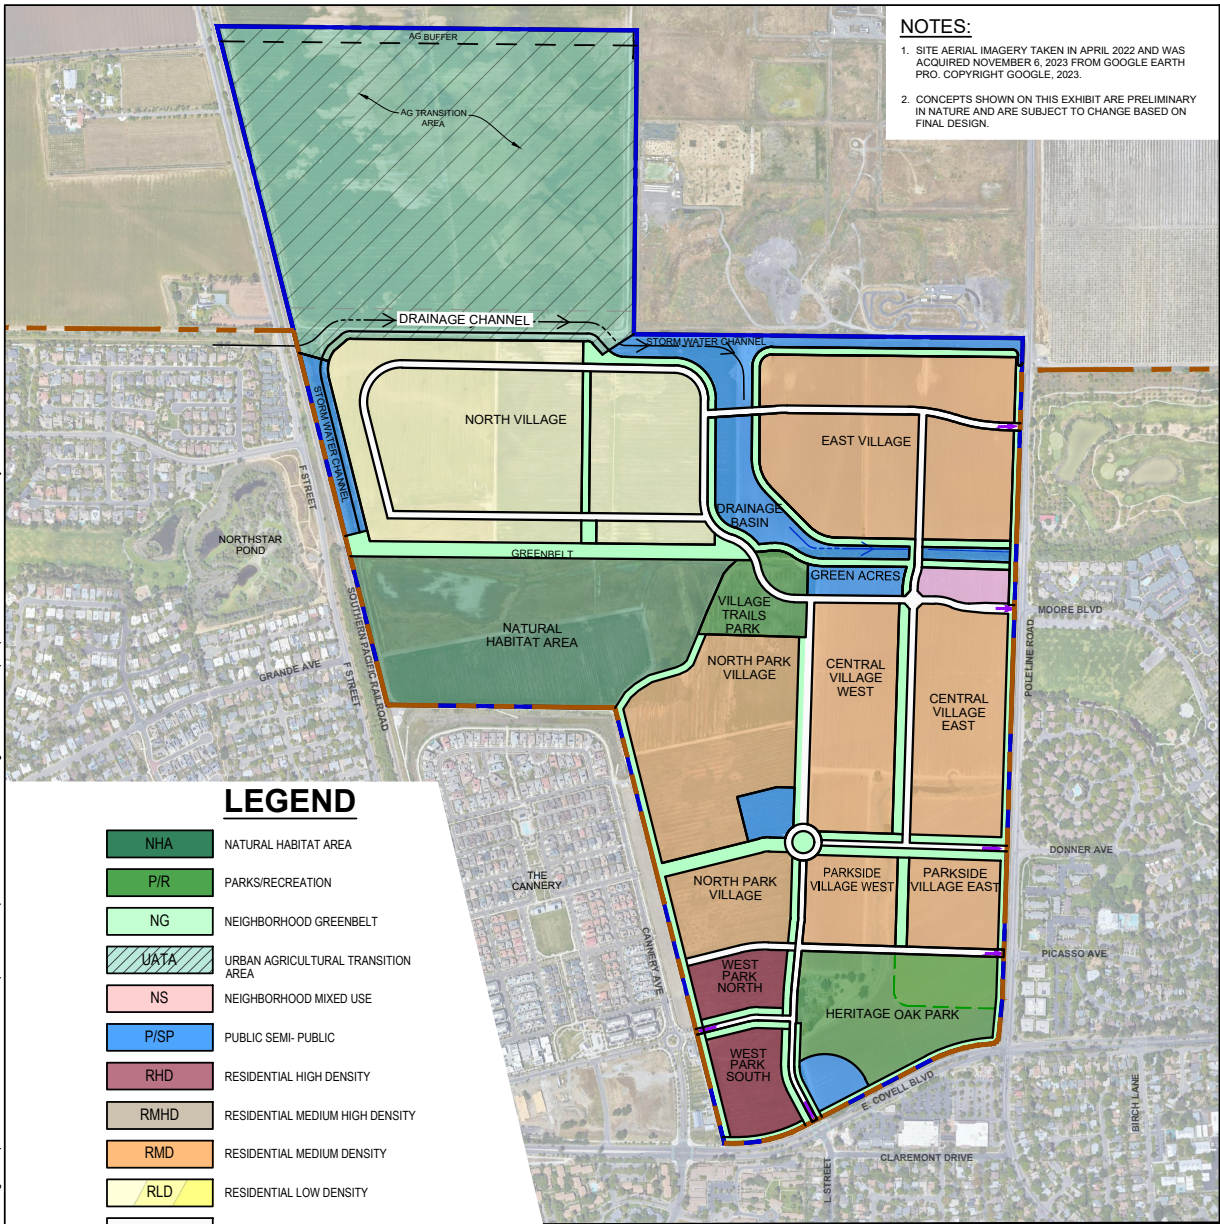 NOTES:
1. SITE AERIAL IMAGERY TAKEN IN APRIL 2022 AND WAS
ACQUIRED NOVEMBER 6, 2023 FROM GOOGLE EARTH
PRO. COPYRIGHT GOOGLE, 2023.
2. CONCEPTS SHOWN ON THIS EXHIBIT ARE PRELIMINARY
IN NATURE AND ARE SUBJECT TO CHANGE BASED ON
FINAL DESIGN.
AG BUFFER
AG TRANSITION
AREA
DRAINAGE CHANNEL
STORM WATER CHANNEL
STORM WATER CHANNEL
NORTH VILLAGE
EAST VILLAGE
F STREET
NORTHSTAR
POND
DRAINAGE
BASIN
GREENBELT
GREEN ACRES
SOUTHERN PACIFIC RAILROAD
VILLAGE
TRAILS
PARK
MOORE BLVD
NATURAL
HABITAT AREA
GRANDE AVE
F STREET
POLELINE ROAD
NORTH PARK
VILLAGE
CENTRAL
VILLAGE
WEST
CENTRAL
VILLAGE
EAST
DONNER AVE
THE
CANNERY
NORTH PARK
VILLAGE
PARKSIDE
VILLAGE WEST
PARKSIDE
VILLAGE EAST
CANNERY AVE
PICASSO AVE
WEST
PARK
NORTH
HERITAGE OAK PARK
WEST
PARK
SOUTH
E. COVELL BLVD
BIRCH LANE
CLAREMONT DRIVE
L STREET
LEGEND
NHA NATURAL HABITAT AREA
P/R PARKS/RECREATION
NG NEIGHBORHOOD GREENBELT
UATA URBAN AGRICULTURAL TRANSITION
AREA
NS NEIGHBORHOOD MIXED USE
P/SP PUBLIC SEMI- PUBLIC
RHD RESIDENTIAL HIGH DENSITY
RMHD RESIDENTIAL MEDIUM HIGH DENSITY
RMD RESIDENTIAL MEDIUM DENSITY
RLD RESIDENTIAL LOW DENSITY